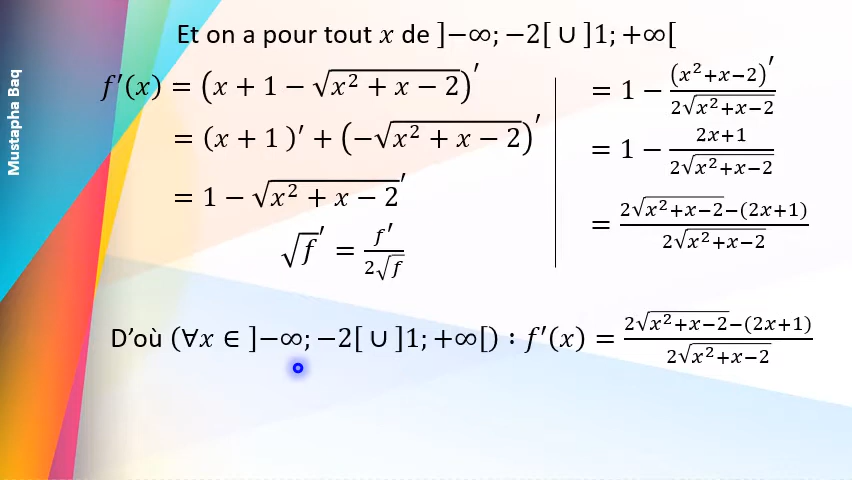 Mustapha Baq
Et on a pour tout x de ]−∞; −2[ ∪ ]1; +∞[
f′(x) = (x + 1 − √(x² + x − 2))′
= (x + 1 )′ + (−√(x² + x − 2))′
= 1 − √(x² + x − 2)′
√f′ = f′/(2√f)
= 1 − (x²+x−2)′/(2√(x²+x−2))
= 1 − (2x+1)/(2√(x²+x−2))
= (2√(x²+x−2)−(2x+1))/(2√(x²+x−2))
D’où (∀x ∈ ]−∞; −2[ ∪ ]1; +∞[) : f′(x) = (2√(x²+x−2)−(2x+1))/(2√(x²+x−2))